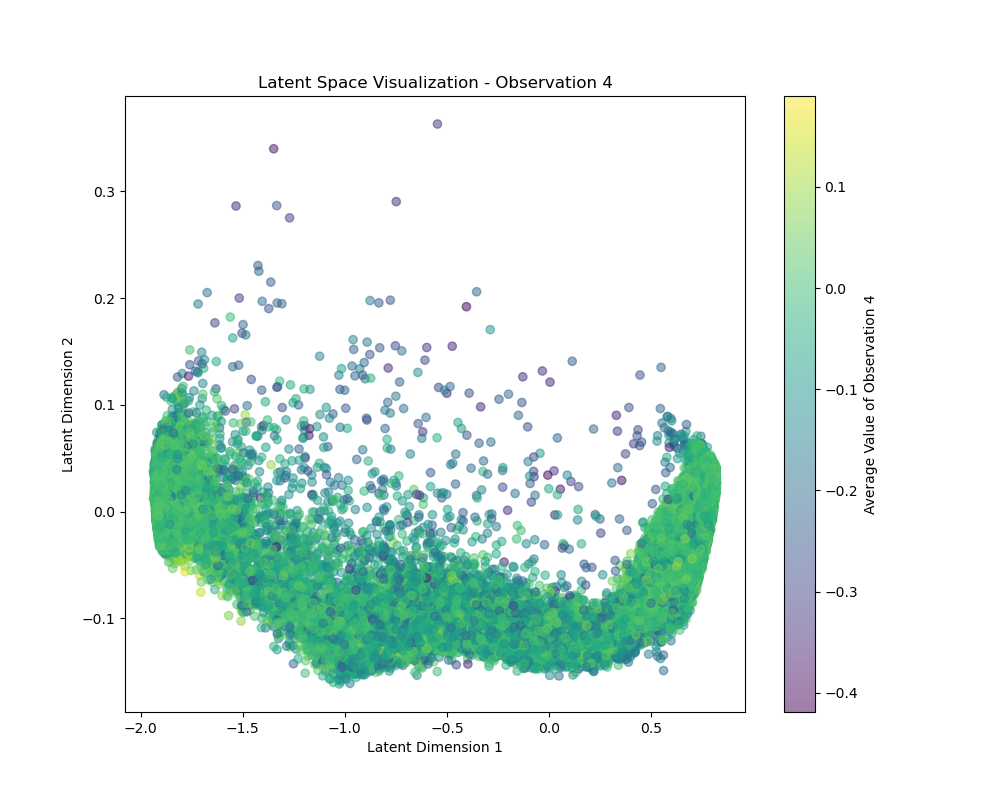 Latent Space Visualization - Observation 4
0.3
0.2
0.1
0.0
−0.1
Latent Dimension 2
−2.0 −1.5 −1.0 −0.5 0.0 0.5
Latent Dimension 1
0.1
0.0
−0.1
−0.2
−0.3
−0.4
Average Value of Observation 4